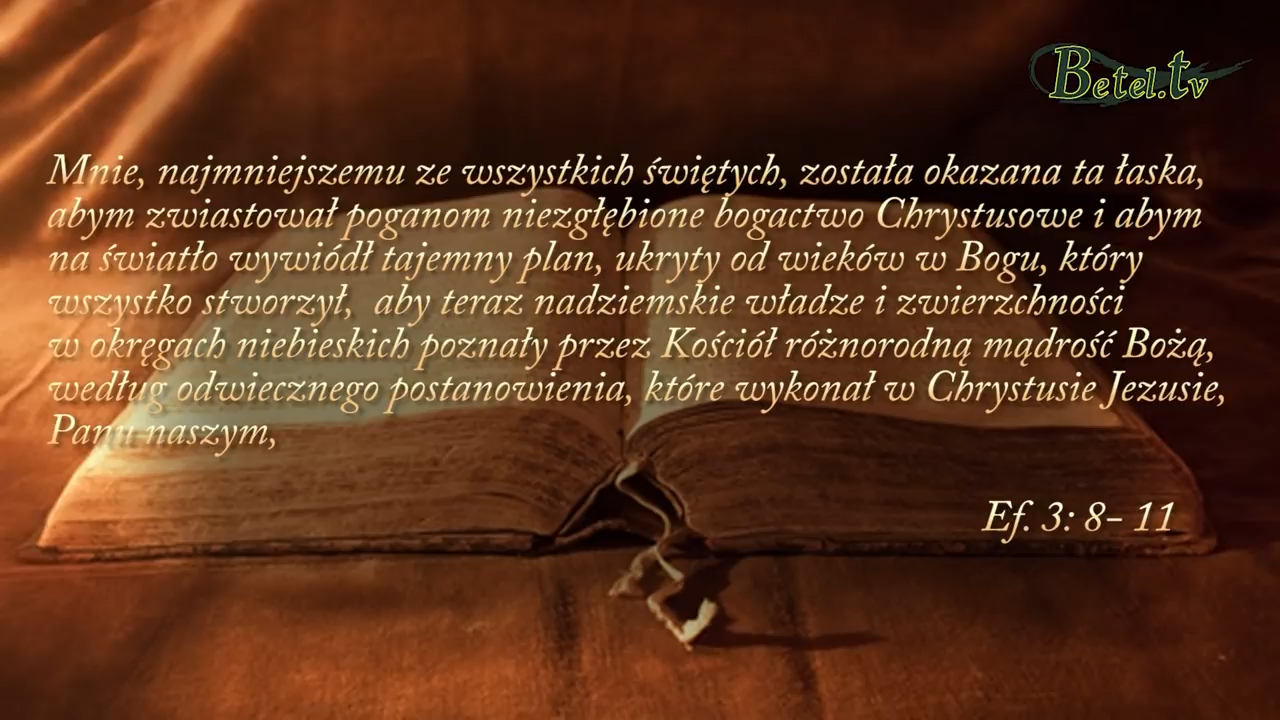 Betel.tv
Mnie, najmniejszemu ze wszystkich świętych, została okazana ta łaska,
abym zwiastował poganom niezgłębione bogactwo Chrystusowe i abym
na światło wywiódł tajemny plan, ukryty od wieków w Bogu, który
wszystko stworzył, aby teraz nadziemskie władze i zwierzchności
w okręgach niebieskich poznały przez Kościół różnorodną mądrość Bożą,
według odwiecznego postanowienia, które wykonał w Chrystusie Jezusie,
Panu naszym,
Ef. 3: 8- 11